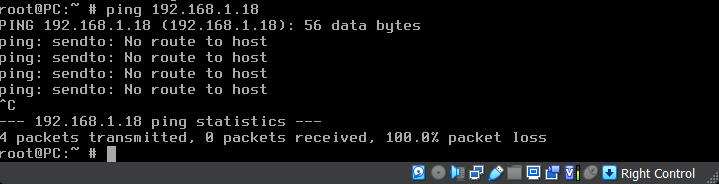 root@PC:~ # ping 192.168.1.18
PING 192.168.1.18 (192.168.1.18): 56 data bytes
ping: sendto: No route to host
ping: sendto: No route to host
ping: sendto: No route to host
ping: sendto: No route to host
^C
--- 192.168.1.18 ping statistics ---
4 packets transmitted, 0 packets received, 100.0% packet loss
root@PC:~ #
Right Control